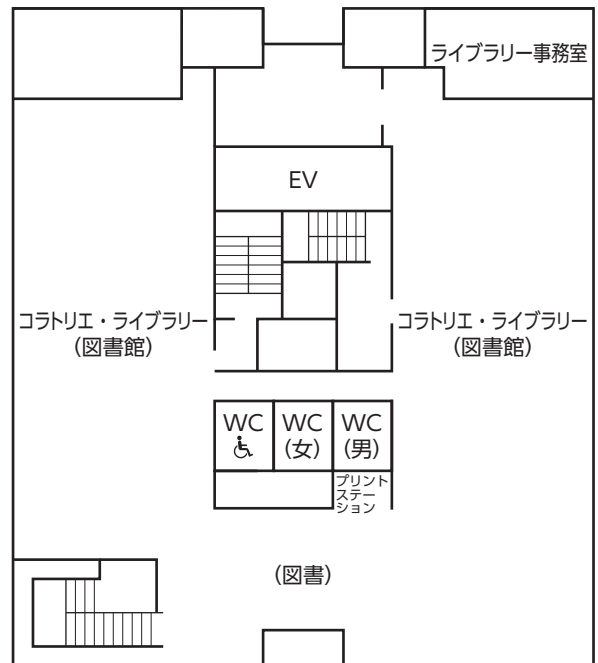 ライブラリー事務室
EV
コラトリエ・ライブラリー
(図書館)
コラトリエ・ライブラリー
(図書館)
WC
WC
(女)
WC
(男)
プリント
ステー
ション
(図書)